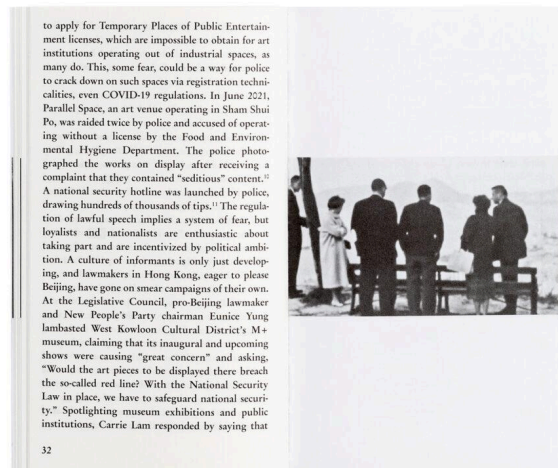 to apply for Temporary Places of Public Entertain-
ment licenses, which are impossible to obtain for art
institutions operating out of industrial spaces, as
many do. This, some fear, could be a way for police
to crack down on such spaces via registration techni-
calities, even COVID-19 regulations. In June 2021,
Parallel Space, an art venue operating in Sham Shui
Po, was raided twice by police and accused of operat-
ing without a license by the Food and Environ-
mental Hygiene Department. The police photo-
graphed the works on display after receiving a
complaint that they contained “seditious” content.¹²
A national security hotline was launched by police,
drawing hundreds of thousands of tips.¹¹ The regula-
tion of lawful speech implies a system of fear, but
loyalists and nationalists are enthusiastic about
taking part and are incentivized by political ambi-
tion. A culture of informants is only just develop-
ing, and lawmakers in Hong Kong, eager to please
Beijing, have gone on smear campaigns of their own.
At the Legislative Council, pro-Beijing lawmaker
and New People’s Party chairman Eunice Yung
lambasted West Kowloon Cultural District’s M+
museum, claiming that its inaugural and upcoming
shows were causing “great concern” and asking,
“Would the art pieces to be displayed there breach
the so-called red line? With the National Security
Law in place, we have to safeguard national securi-
ty.” Spotlighting museum exhibitions and public
institutions, Carrie Lam responded by saying that
32